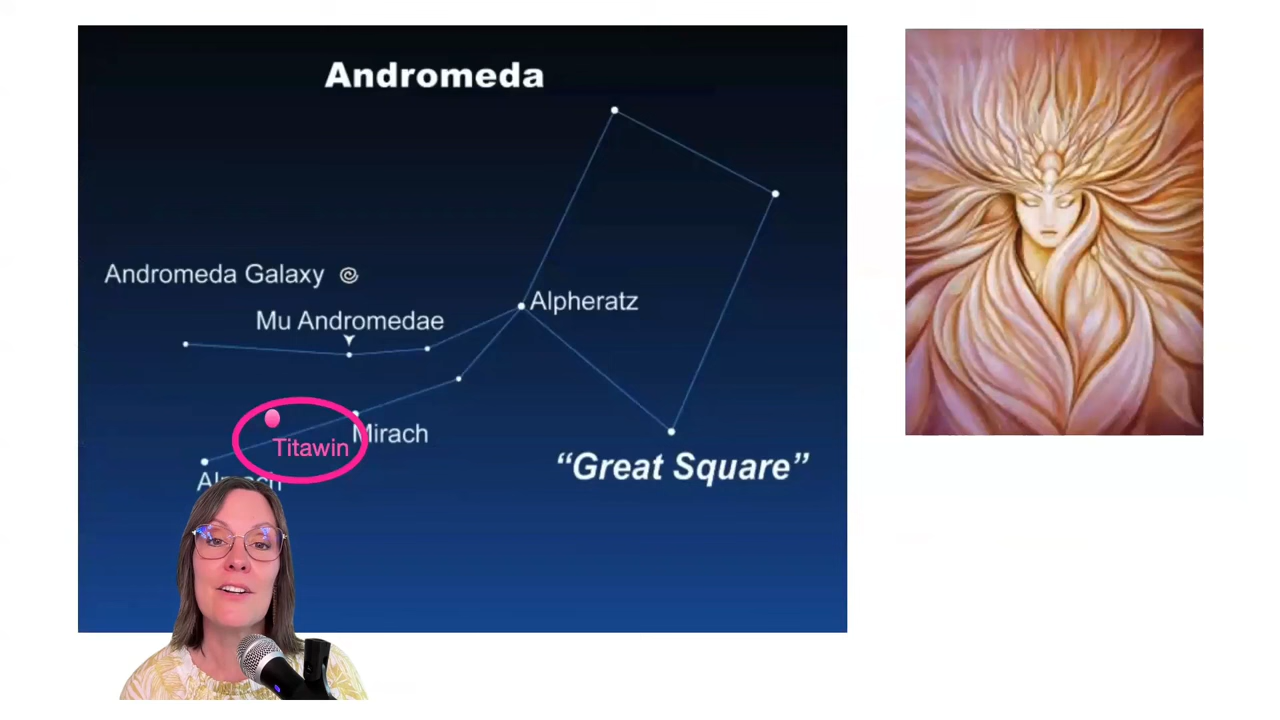 Andromeda
Andromeda Galaxy
Alpheratz
Mu Andromedae
Mirach
Titawin
“Great Square”